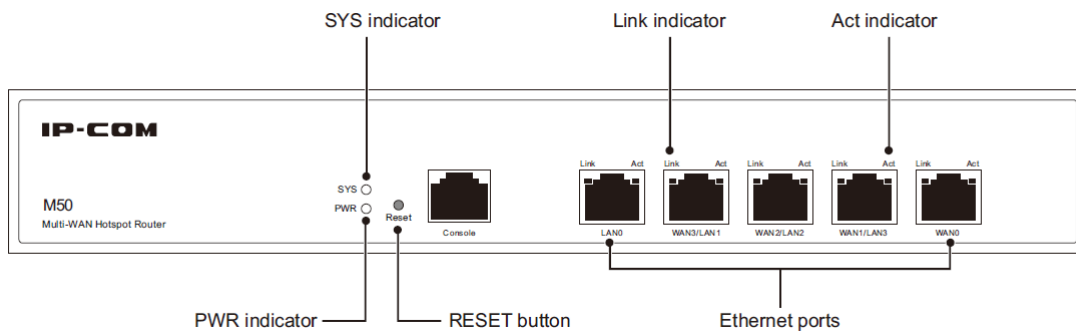 SYS indicator
Link indicator
Act indicator
IP-COM
M50
Multi-WAN Hotspot Router
SYS
PWR
Reset
Console
Link Act
LAN0
Link Act
WAN3/LAN1
Link Act
WAN2/LAN2
Link Act
WAN1/LAN3
Link Act
WAN0
PWR indicator
RESET button
Ethernet ports